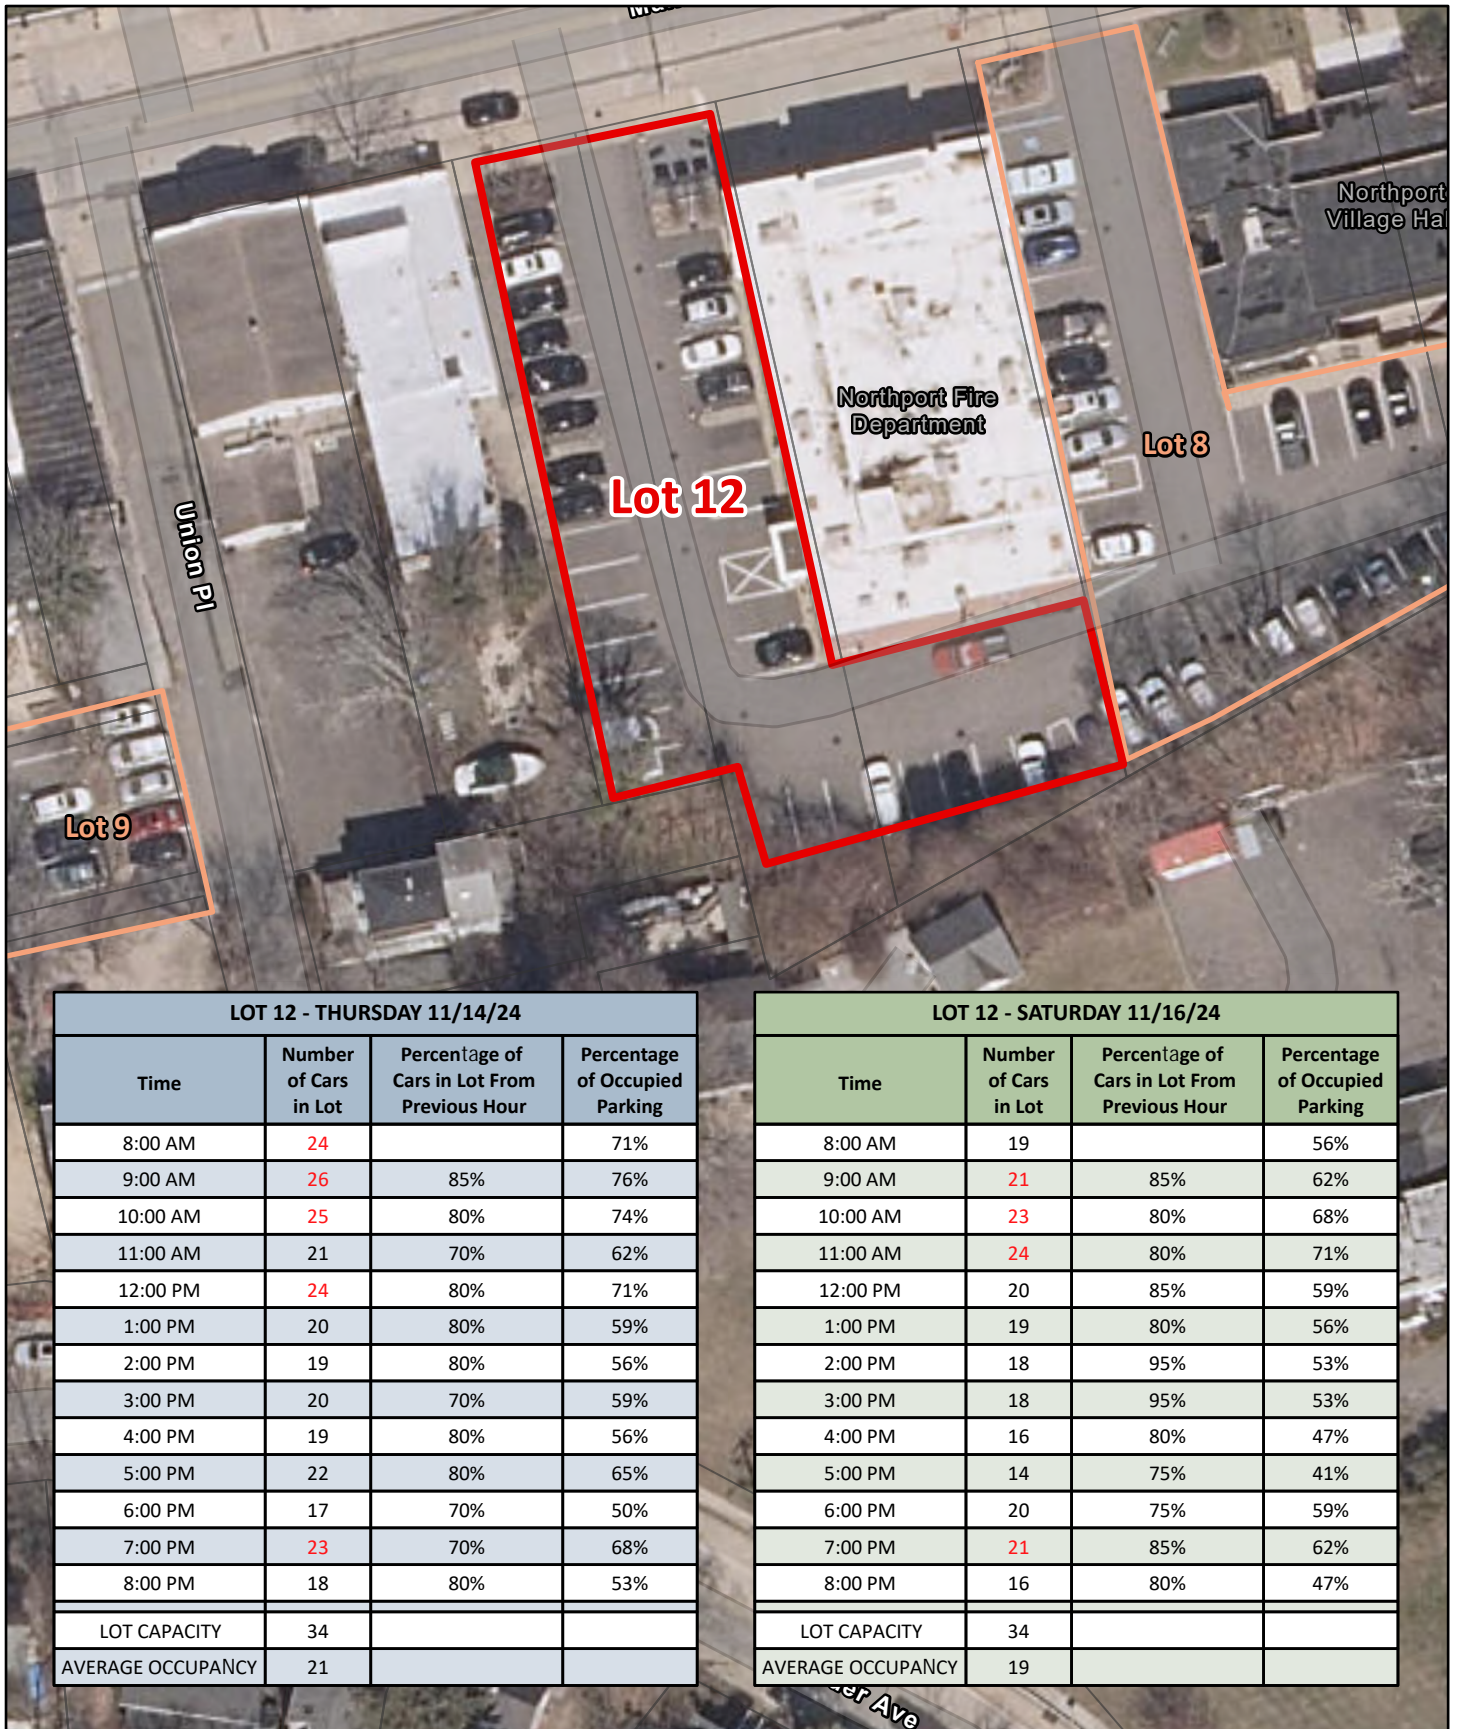 Northport
Village Hal
Northport Fire
Department
Lot 8
Lot 12
Union Pl
Lot 9
LOT 12 - THURSDAY 11/14/24
Time Number of Cars in Lot Percentage of Cars in Lot From Previous Hour Percentage of Occupied Parking
8:00 AM 24 71%
9:00 AM 26 85% 76%
10:00 AM 25 80% 74%
11:00 AM 21 70% 62%
12:00 PM 24 80% 71%
1:00 PM 20 80% 59%
2:00 PM 19 80% 56%
3:00 PM 20 70% 59%
4:00 PM 19 80% 56%
5:00 PM 22 80% 65%
6:00 PM 17 70% 50%
7:00 PM 23 70% 68%
8:00 PM 18 80% 53%
LOT CAPACITY 34
AVERAGE OCCUPANCY 21
LOT 12 - SATURDAY 11/16/24
Time Number of Cars in Lot Percentage of Cars in Lot From Previous Hour Percentage of Occupied Parking
8:00 AM 19 56%
9:00 AM 21 85% 62%
10:00 AM 23 80% 68%
11:00 AM 24 80% 71%
12:00 PM 20 85% 59%
1:00 PM 19 80% 56%
2:00 PM 18 95% 53%
3:00 PM 18 95% 53%
4:00 PM 16 80% 47%
5:00 PM 14 75% 41%
6:00 PM 20 75% 59%
7:00 PM 21 85% 62%
8:00 PM 16 80% 47%
LOT CAPACITY 34
AVERAGE OCCUPANCY 19
Ave